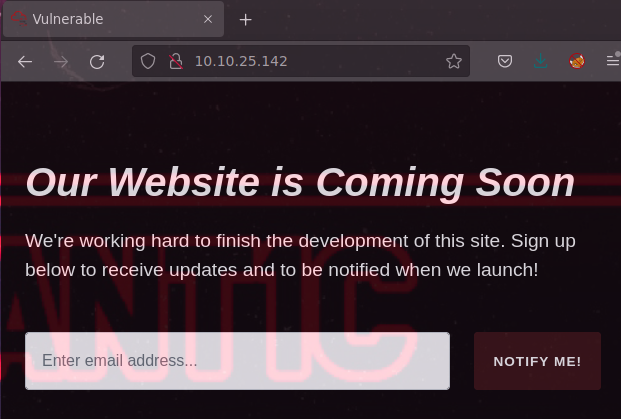 Vulnerable
10.10.25.142
Our Website is Coming Soon
We're working hard to finish the development of this site. Sign up
below to receive updates and to be notified when we launch!
Enter email address...
NOTIFY ME!